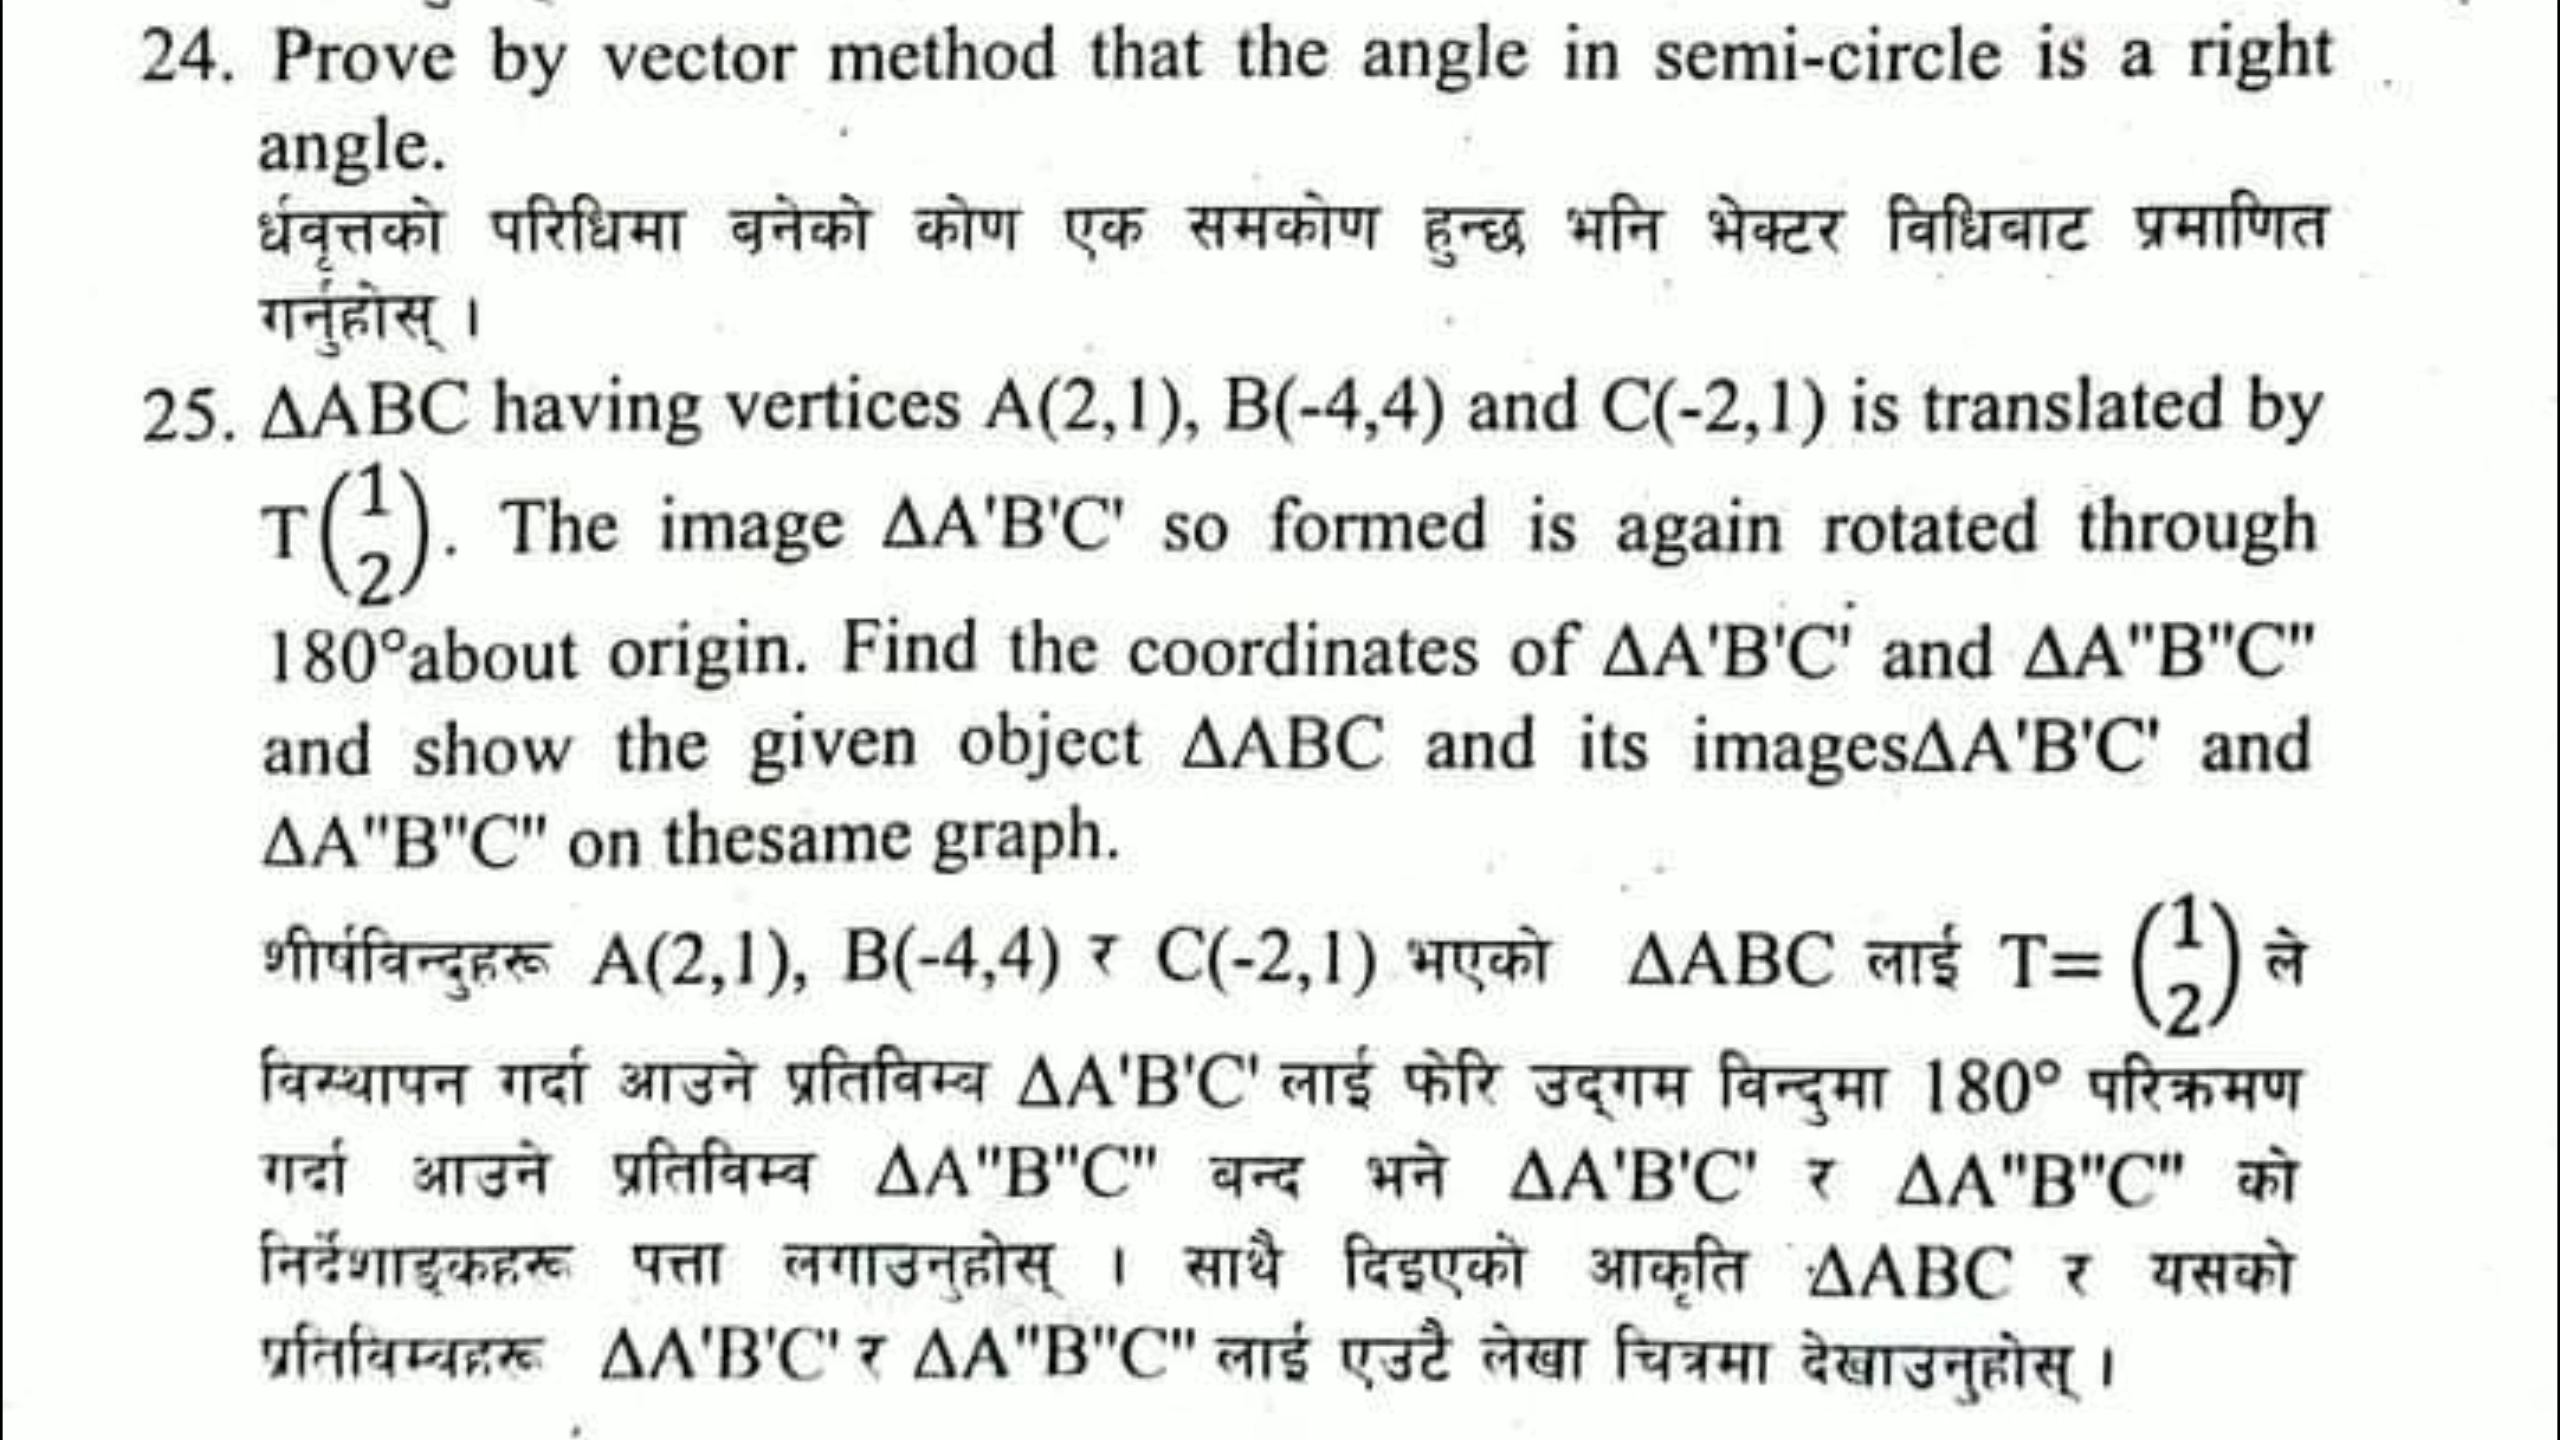 24. Prove by vector method that the angle in semi-circle is a right
angle.
र्धवृत्तको परिधिमा बनेको कोण एक समकोण हुन्छ भनि भेक्टर विधिबाट प्रमाणित
गर्नुहोस् ।
25. ΔABC having vertices A(2,1), B(-4,4) and C(-2,1) is translated by
T(1 2). The image ΔA'B'C' so formed is again rotated through
180°about origin. Find the coordinates of ΔA'B'C' and ΔA"B"C"
and show the given object ΔABC and its imagesΔA'B'C' and
ΔA"B"C" on thesame graph.
शीर्षविन्दुहरू A(2,1), B(-4,4) र C(-2,1) भएको ΔABC लाई T= (1 2) ले
विस्थापन गर्दा आउने प्रतिविम्ब ΔA'B'C' लाई फेरि उद्‌गम विन्दुमा 180° परिक्रमण
गर्दा आउने प्रतिविम्ब ΔA"B"C" बन्द भने ΔA'B'C' र ΔA"B"C" को
निर्देशाङ्कहरू पत्ता लगाउनुहोस् । साथै दिइएको आकृति ΔABC र यसको
प्रतिविम्बहरू ΔA'B'C' र ΔA"B"C" लाई एउटै लेखा चित्रमा देखाउनुहोस् ।